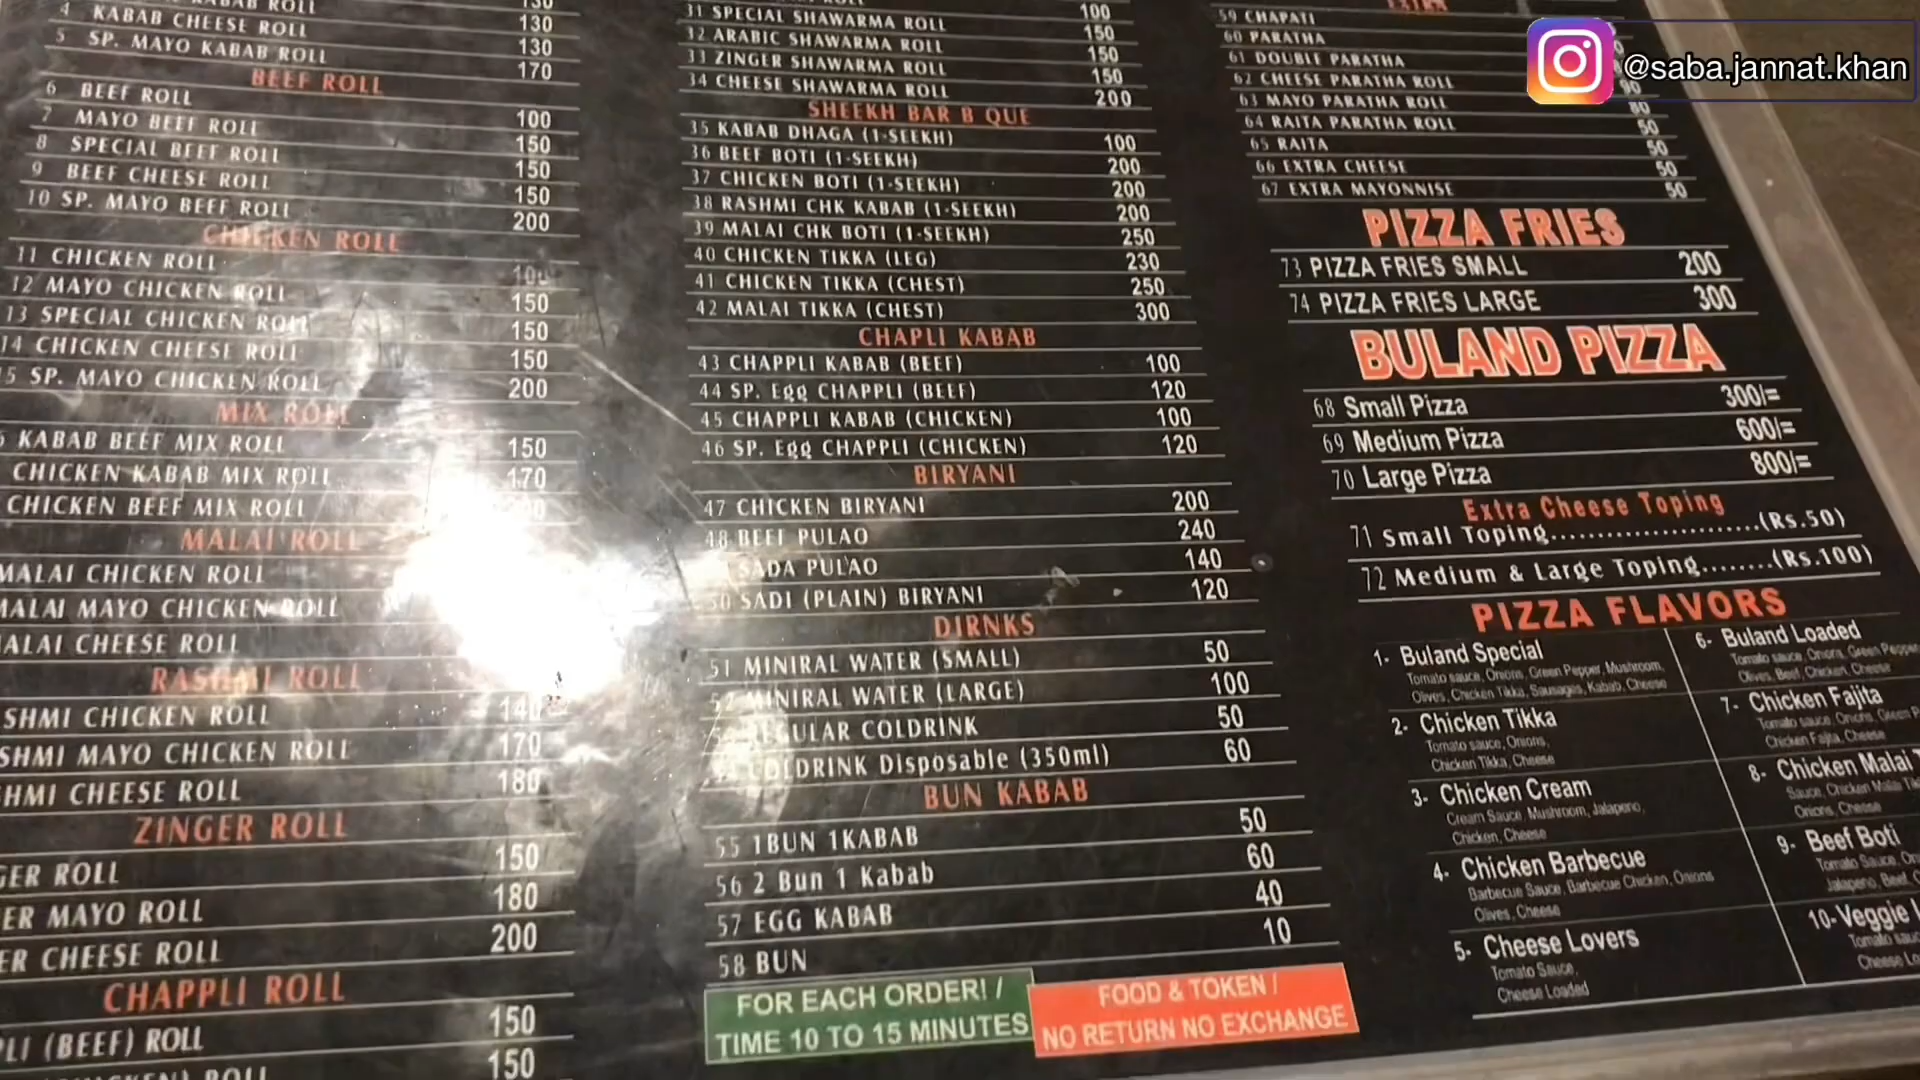 KABAB ROLL 130
4 KABAB CHEESE ROLL 130
5 SP. MAYO KABAB ROLL 130
170
BEEF ROLL
6 BEEF ROLL 100
7 MAYO BEEF ROLL 150
8 SPECIAL BEEF ROLL 150
9 BEEF CHEESE ROLL 150
10 SP. MAYO BEEF ROLL 200
CHICKEN ROLL
11 CHICKEN ROLL 100
12 MAYO CHICKEN ROLL 150
13 SPECIAL CHICKEN ROLL 150
14 CHICKEN CHEESE ROLL 150
SP. MAYO CHICKEN ROLL 200
MIX ROLL
KABAB BEEF MIX ROLL 150
CHICKEN KABAB MIX ROLL 170
CHICKEN BEEF MIX ROLL
MALAI ROLL
MALAI CHICKEN ROLL
MALAI MAYO CHICKEN ROLL
MALAI CHEESE ROLL
RASHMI ROLL
CHICKEN ROLL 140
MAYO CHICKEN ROLL 170
CHEESE ROLL 180
ZINGER ROLL
ROLL 150
MAYO ROLL 180
CHEESE ROLL 200
CHAPPLI ROLL
(BEEF) ROLL 150
ROLL 150
31 SPECIAL SHAWARMA ROLL 100
32 ARABIC SHAWARMA ROLL 150
33 ZINGER SHAWARMA ROLL 150
34 CHEESE SHAWARMA ROLL 150
200
SHEEKH BAR B QUE
35 KABAB DHAGA (1-SEEKH) 100
36 BEEF BOTI (1-SEEKH) 200
37 CHICKEN BOTI (1-SEEKH) 200
38 RASHMI CHK KABAB (1-SEEKH) 200
39 MALAI CHK BOTI (1-SEEKH) 250
40 CHICKEN TIKKA (LEG) 230
41 CHICKEN TIKKA (CHEST) 250
42 MALAI TIKKA (CHEST) 300
CHAPLI KABAB
43 CHAPPLI KABAB (BEEF) 100
44 SP. Egg CHAPPLI (BEEF) 120
45 CHAPPLI KABAB (CHICKEN) 100
46 SP. Egg CHAPPLI (CHICKEN) 120
BIRYANI
47 CHICKEN BIRYANI 200
48 BEEF PULAO 240
SADA PULAO 140
50 SADI (PLAIN) BIRYANI 120
DIRNKS
51 MINIRAL WATER (SMALL) 50
52 MINIRAL WATER (LARGE) 100
REGULAR COLDRINK 50
COLDRINK Disposable (350ml) 60
BUN KABAB
55 1BUN 1KABAB 50
56 2 Bun 1 Kabab 60
57 EGG KABAB 40
58 BUN 10
FOR EACH ORDER! /
TIME 10 TO 15 MINUTES
FOOD & TOKEN /
NO RETURN NO EXCHANGE
EXTRA
59 CHAPATI
60 PARATHA
61 DOUBLE PARATHA
62 CHEESE PARATHA ROLL 90
63 MAYO PARATHA ROLL 80
64 RAITA PARATHA ROLL 50
65 RAITA 50
66 EXTRA CHEESE 50
67 EXTRA MAYONNISE 50
PIZZA FRIES
73 PIZZA FRIES SMALL 200
74 PIZZA FRIES LARGE 300
BULAND PIZZA
68 Small Pizza 300/=
69 Medium Pizza 600/=
70 Large Pizza 800/=
Extra Cheese Toping
71 Small Toping....................(Rs.50)
72 Medium & Large Toping........(Rs.100)
PIZZA FLAVORS
1- Buland Special
Tomato sauce, Onions, Green Pepper, Mushroom,
Olives, Chicken Tikka, Sausages, Kabab, Cheese
2- Chicken Tikka
Tomato sauce, Onions,
Chicken Tikka, Cheese
3- Chicken Cream
Cream Sauce, Mushroom, Jalapeno,
Chicken, Cheese
4- Chicken Barbecue
Barbecue Sauce, Barbecue Chicken, Onions
Olives, Cheese
5- Cheese Lovers
Tomato Sauce,
Cheese Loaded
6- Buland Loaded
Tomato sauce, Onions, Green Pepper
Olives, Beef, Chicken, Cheese
7- Chicken Fajita
Tomato sauce, Onions, Green
Chicken Fajita, Cheese
8- Chicken Malai
Sauce, Chicken Malai
Onions, Cheese
9- Beef Boti
Tomato Sauce,
Jalapeno, Beef,
10- Veggie
Tomato
Cheese
@saba.jannat.khan